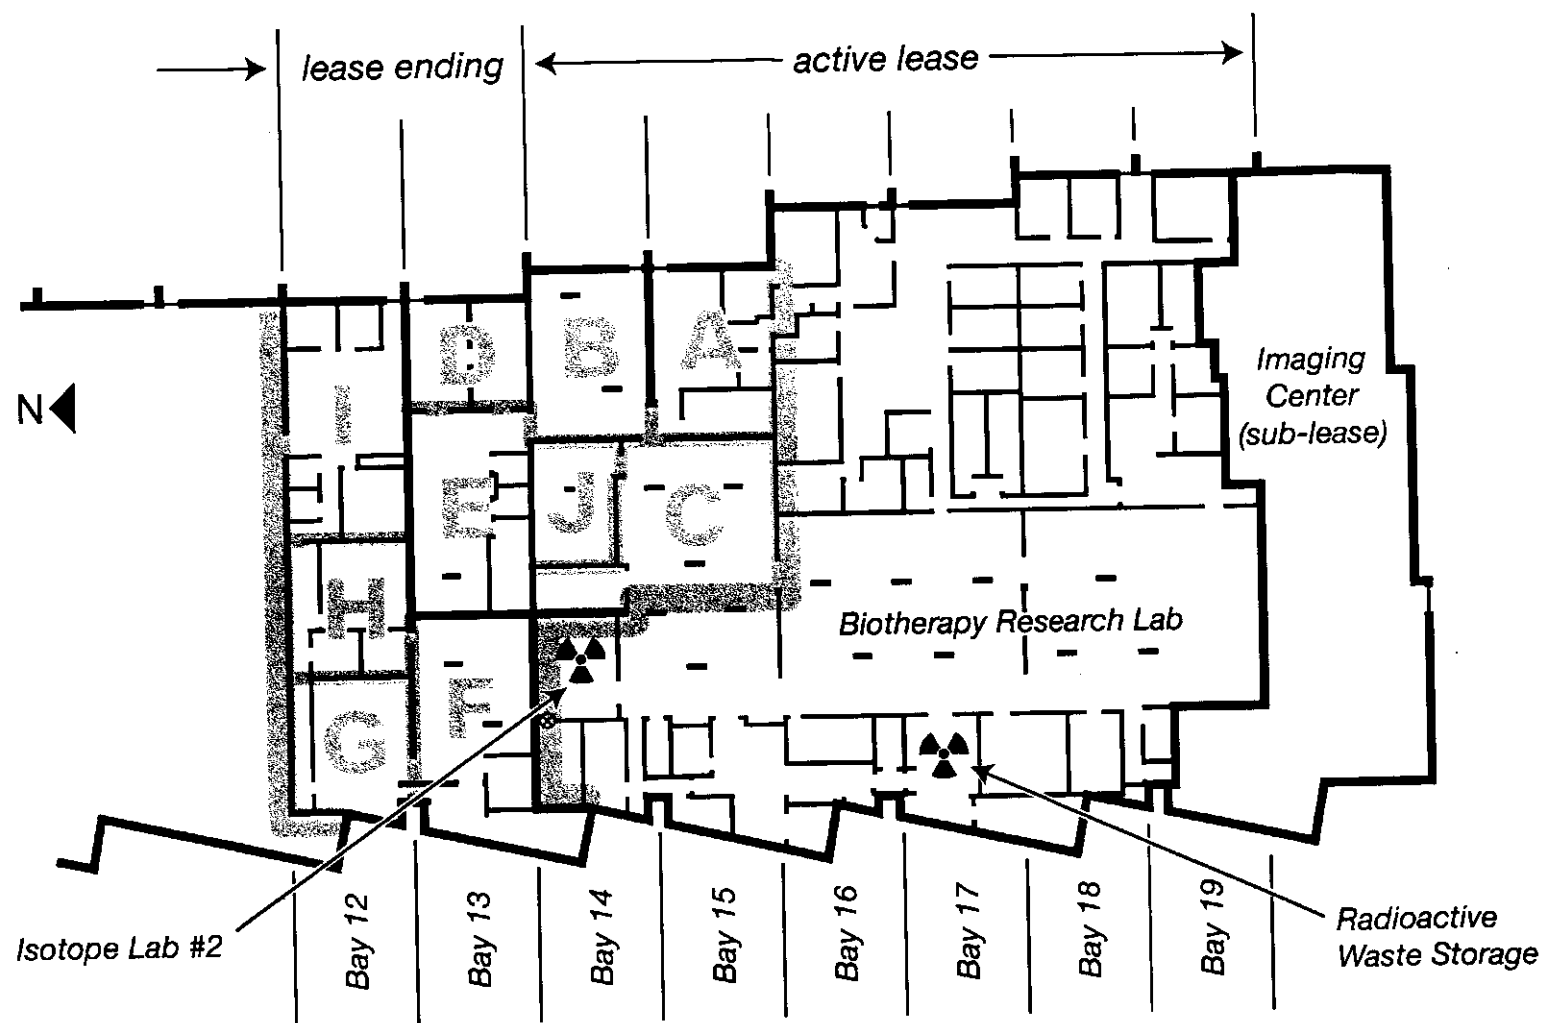 lease ending
active lease
D
B
A
Imaging
Center
(sub-lease)
N
I
E
J
C
H
Biotherapy Research Lab
F
G
Bay 12
Bay 13
Bay 14
Bay 15
Bay 16
Bay 17
Bay 18
Bay 19
Isotope Lab #2
Radioactive
Waste Storage